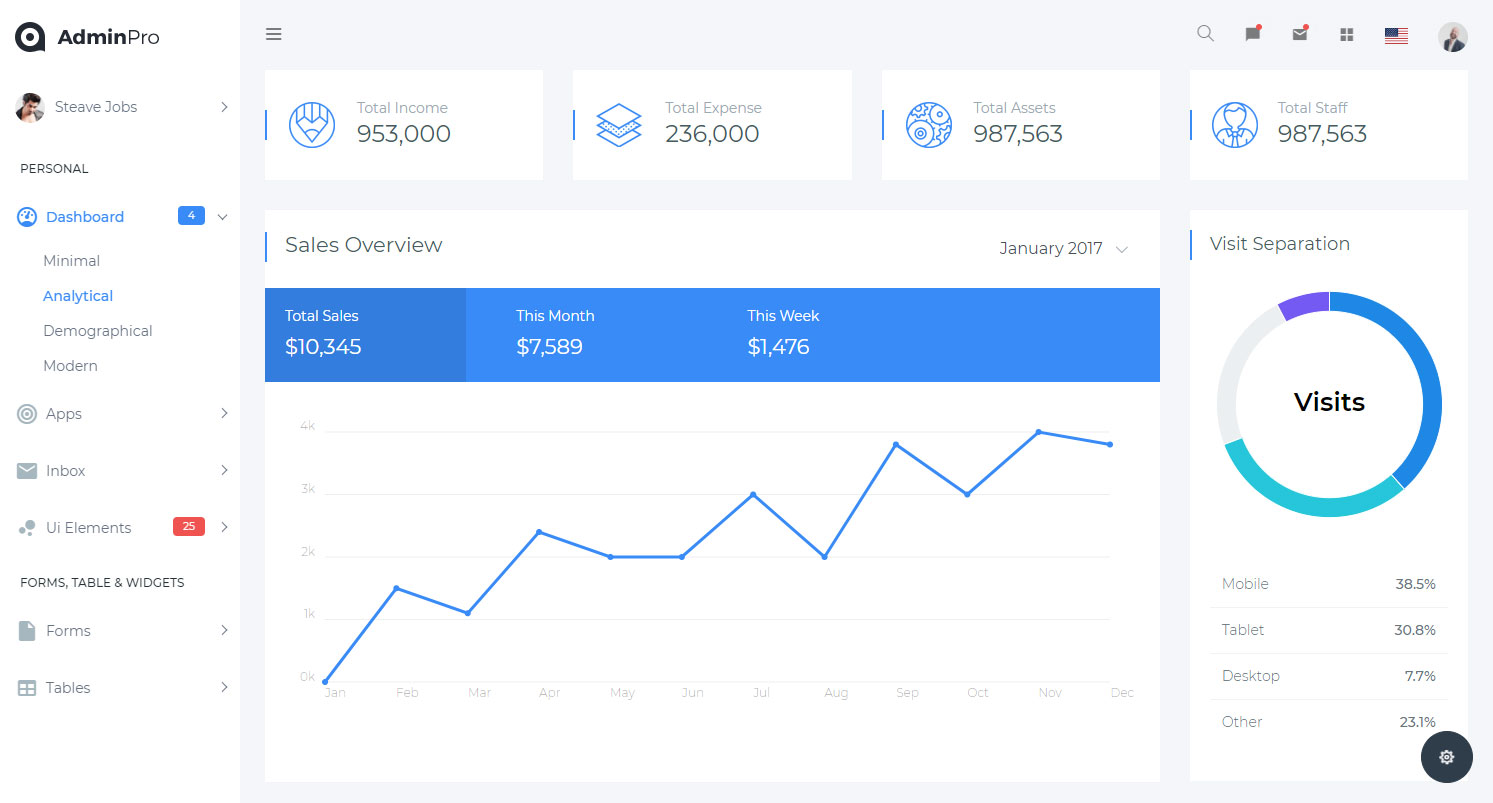 AdminPro
Steave Jobs
PERSONAL
Dashboard 4
Minimal
Analytical
Demographical
Modern
Apps
Inbox
Ui Elements 25
FORMS, TABLE & WIDGETS
Forms
Tables
Total Income
953,000
Total Expense
236,000
Total Assets
987,563
Total Staff
987,563
Sales Overview
January 2017
Total Sales
$10,345
This Month
$7,589
This Week
$1,476
4k
3k
2k
1k
0k
Jan Feb Mar Apr May Jun Jul Aug Sep Oct Nov Dec
Visit Separation
Visits
Mobile 38.5%
Tablet 30.8%
Desktop 7.7%
Other 23.1%